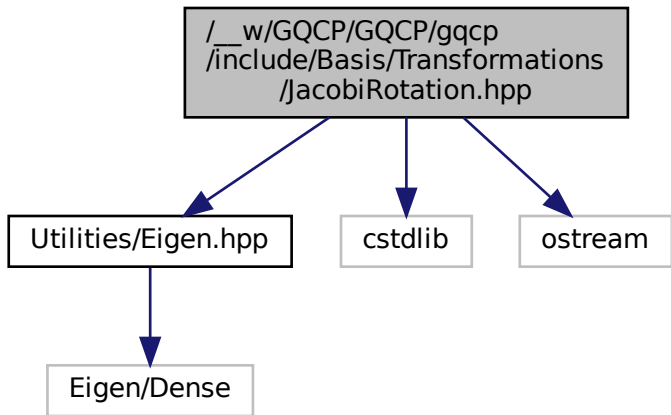 /__w/GQCP/GQCP/gqcp
/include/Basis/Transformations
/JacobiRotation.hpp
Utilities/Eigen.hpp
cstdlib
ostream
Eigen/Dense